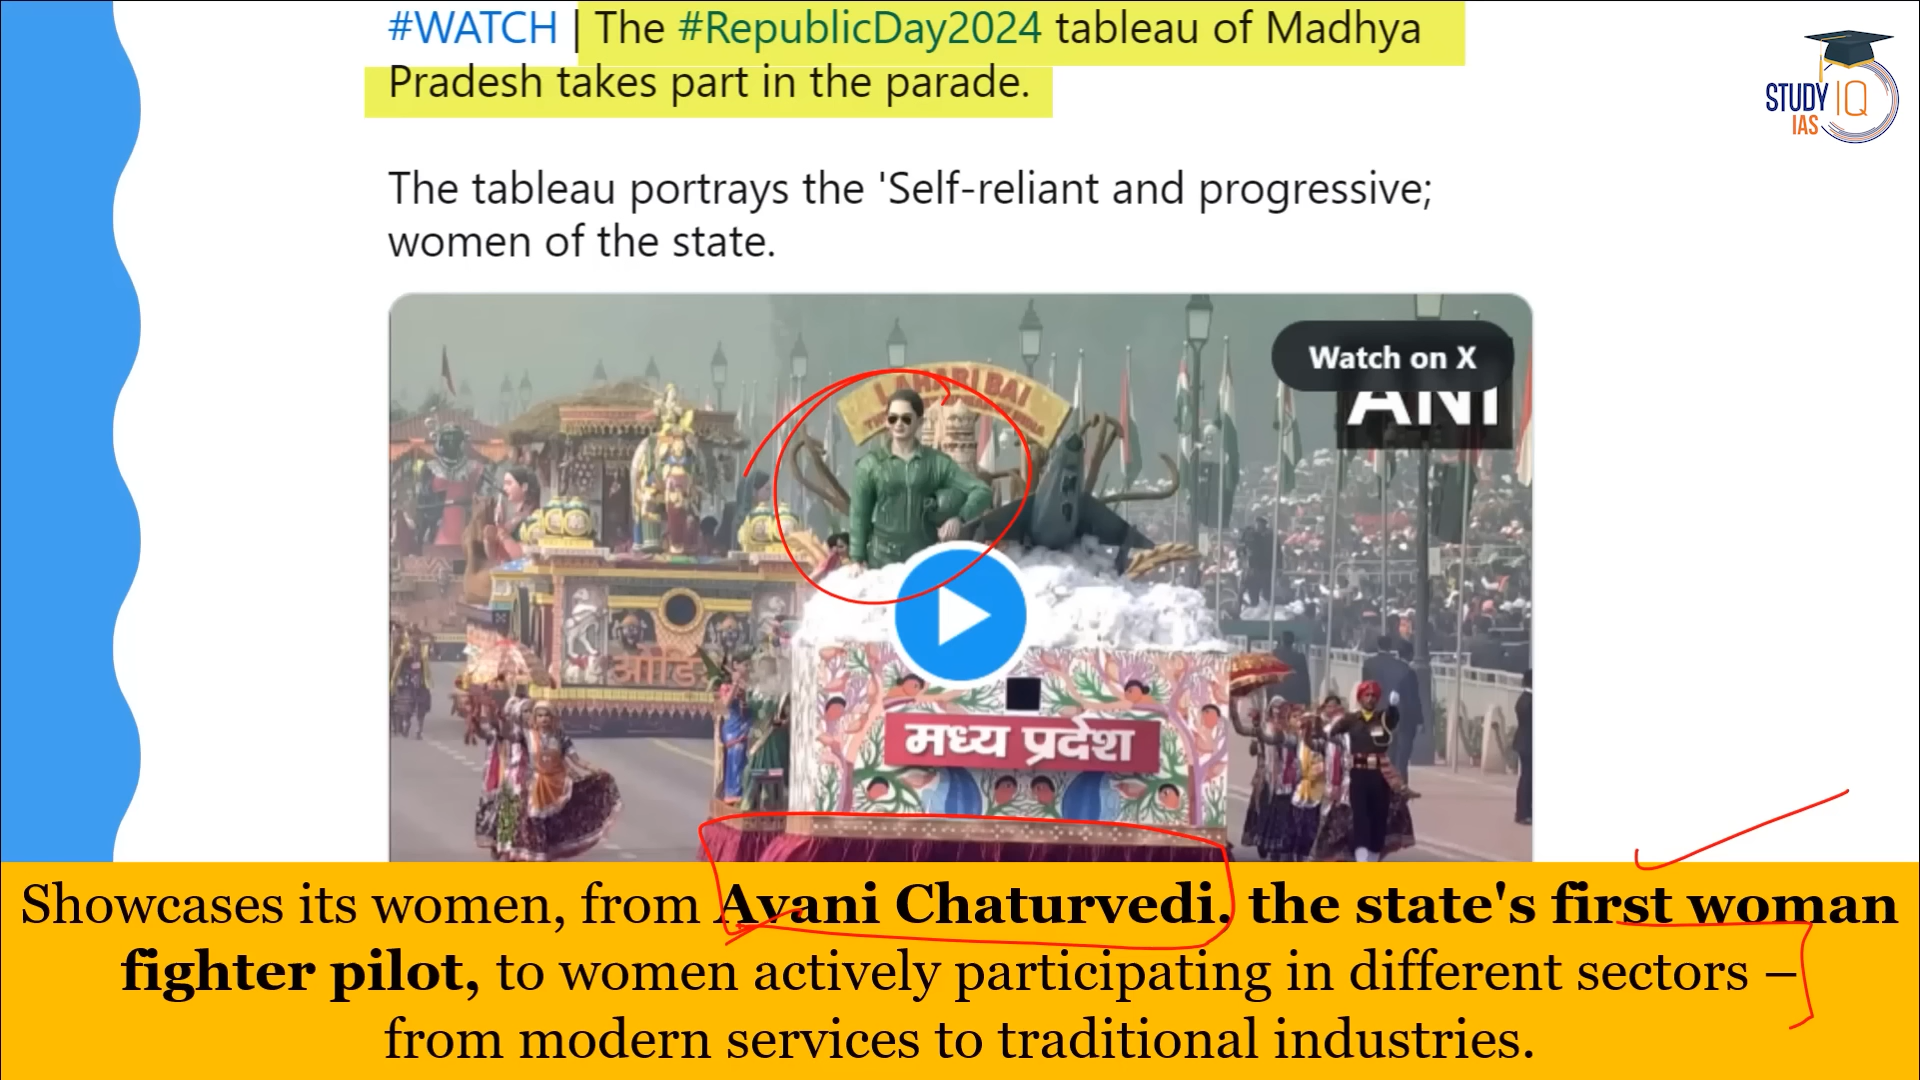 #WATCH | The #RepublicDay2024 tableau of Madhya
Pradesh takes part in the parade.
STUDY IQ
IAS
The tableau portrays the 'Self-reliant and progressive;
women of the state.
Watch on X
ANI
LAHARI BAI
मध्य प्रदेश
Showcases its women, from Avani Chaturvedi, the state's first woman
fighter pilot, to women actively participating in different sectors –
from modern services to traditional industries.